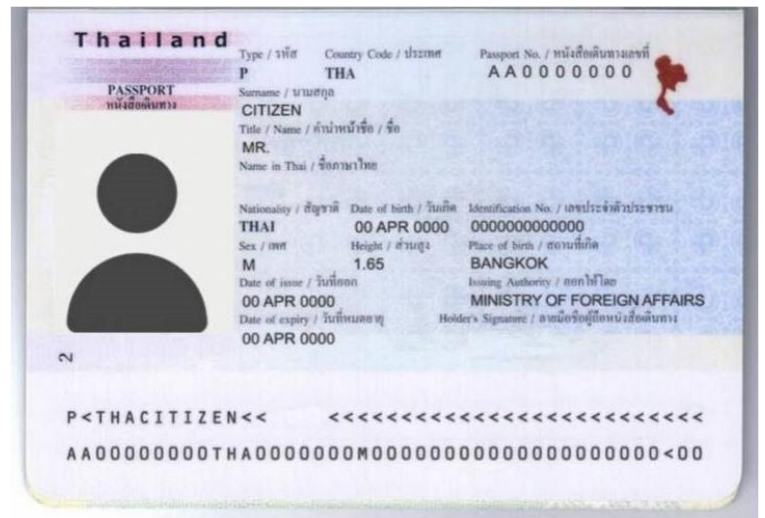 Thailand
PASSPORT
หนังสือเดินทาง
Type / รหัส Country Code / ประเทศ Passport No. / หนังสือเดินทางเลขที่
P THA AA0000000
Surname / นามสกุล
CITIZEN
Title / Name / คำนำหน้าชื่อ / ชื่อ
MR.
Name in Thai / ชื่อภาษาไทย
Nationality / สัญชาติ Date of birth / วันเกิด Identification No. / เลขประจำตัวประชาชน
THAI 00 APR 0000 0000000000000
Sex / เพศ Height / ส่วนสูง Place of birth / สถานที่เกิด
M 1.65 BANGKOK
Date of issue / วันที่ออก Issuing Authority / ออกให้โดย
00 APR 0000 MINISTRY OF FOREIGN AFFAIRS
Date of expiry / วันที่หมดอายุ Holder's Signature / ลายมือชื่อผู้ถือหนังสือเดินทาง
00 APR 0000
2
P<THACITIZEN<< <<<<<<<<<<<<<<<<<<<<<<<<<<<
AA00000000THA0000000M00000000000000000000000<00